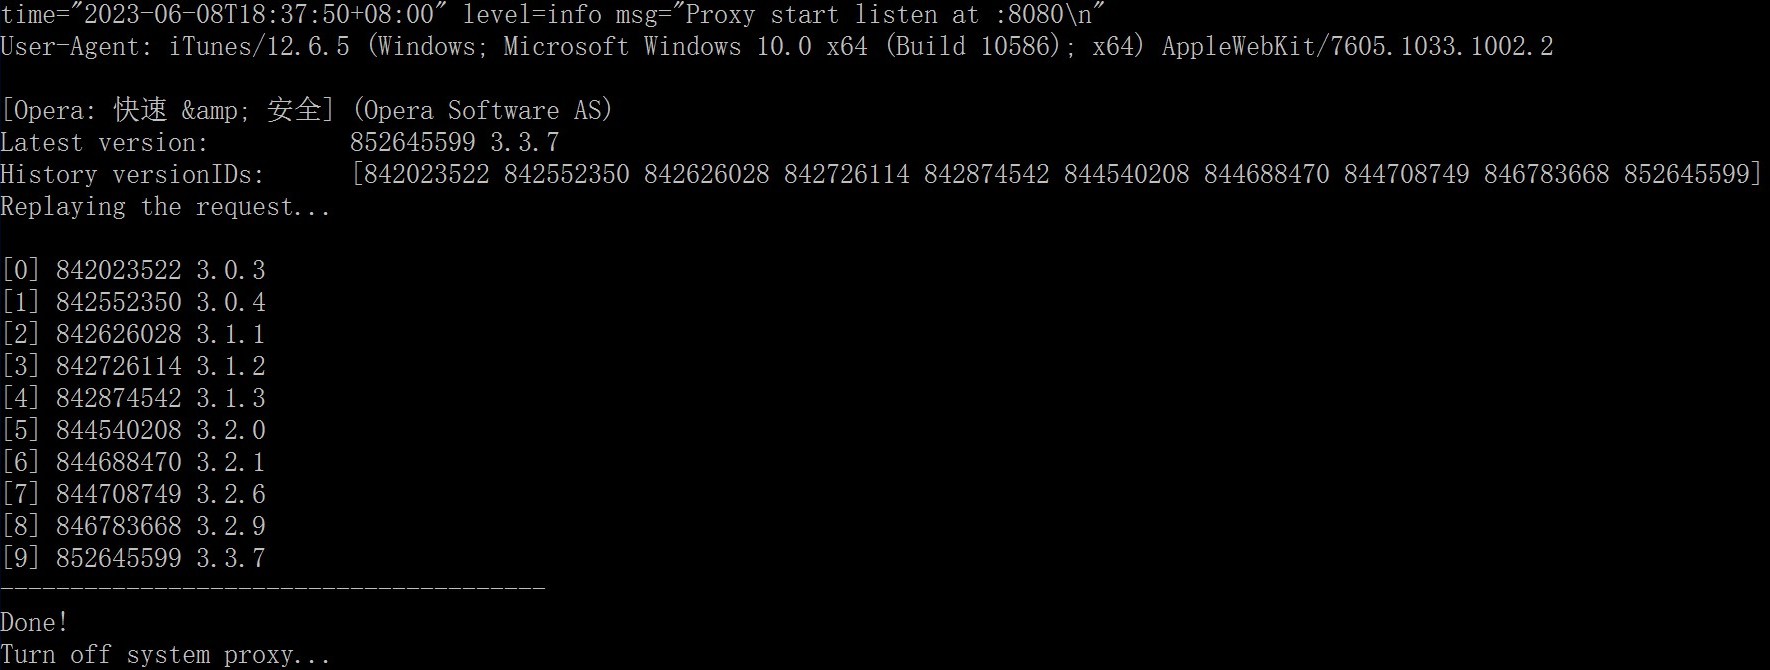 time="2023-06-08T18:37:50+08:00" level=info msg="Proxy start listen at :8080\n"
User-Agent: iTunes/12.6.5 (Windows; Microsoft Windows 10.0 x64 (Build 10586); x64) AppleWebKit/7605.1033.1002.2
[Opera: 快速 &amp; 安全] (Opera Software AS)
Latest version: 852645599 3.3.7
History versionIDs: [842023522 842552350 842626028 842726114 842874542 844540208 844688470 844708749 846783668 852645599]
Replaying the request...
[0] 842023522 3.0.3
[1] 842552350 3.0.4
[2] 842626028 3.1.1
[3] 842726114 3.1.2
[4] 842874542 3.1.3
[5] 844540208 3.2.0
[6] 844688470 3.2.1
[7] 844708749 3.2.6
[8] 846783668 3.2.9
[9] 852645599 3.3.7
---------------------------------------
Done!
Turn off system proxy...